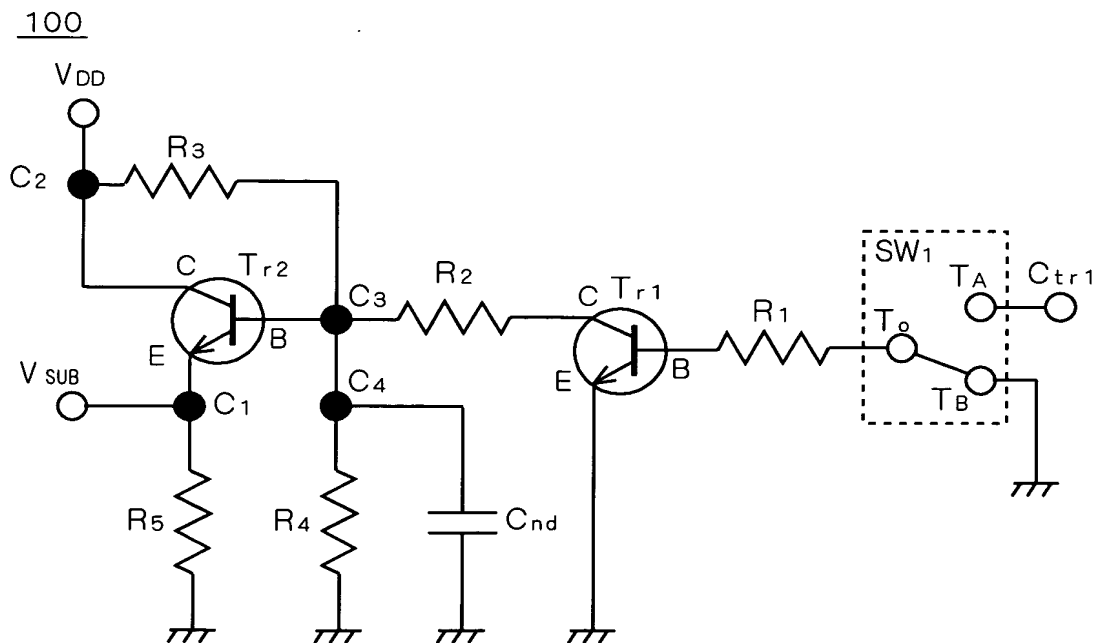 100
VDD
R3
C2
SW1
C
Tr2
C3
R2
C
Tr1
R1
TA
Ctr1
To
B
E
B
E
VSUB
C1
C4
TB
R5
R4
Cnd